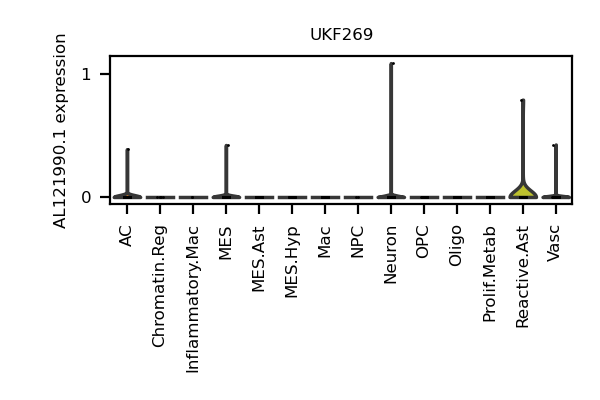 UKF269
AL121990.1 expression
1
0
AC
Chromatin.Reg
Inflammatory.Mac
MES
MES.Ast
MES.Hyp
Mac
NPC
Neuron
OPC
Oligo
Prolif.Metab
Reactive.Ast
Vasc